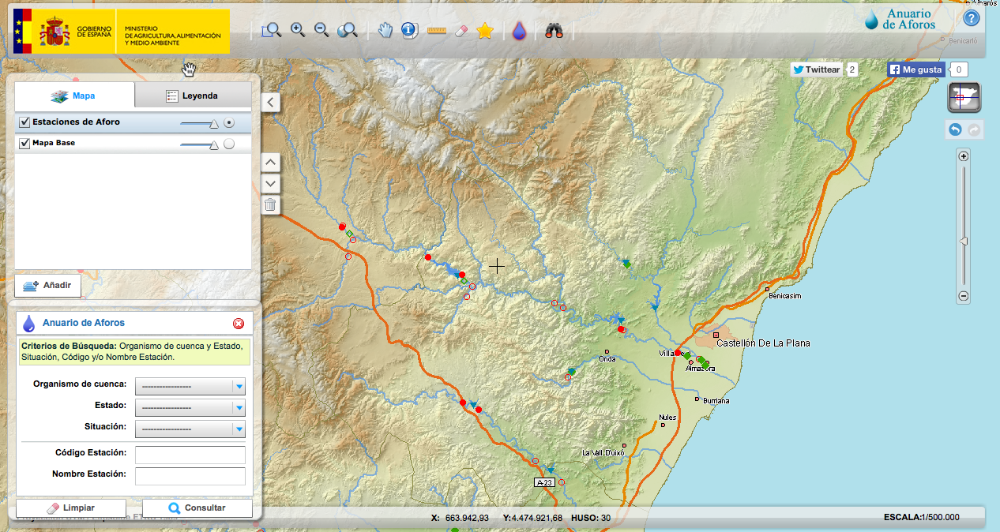 GOBIERNO
DE ESPAÑA
MINISTERIO
DE AGRICULTURA, ALIMENTACIÓN
Y MEDIO AMBIENTE
Anuario
de Aforos
?
Benicarló
Twittear
2
Me gusta
0
Mapa
Leyenda
Estaciones de Aforo
Mapa Base
Añadir
Anuario de Aforos
Criterios de Búsqueda: Organismo de cuenca y Estado,
Situación, Código y/o Nombre Estación.
Organismo de cuenca:
-----------------
Estado:
-----------------
Situación:
-----------------
Código Estación:
Nombre Estación:
Limpiar
Consultar
Benicasim
Castellón De La Plana
Onda
Almazora
Burriana
Nules
La Vall D'uixó
A-23
X: 663.942,93 Y:4.474.921,68 HUSO: 30
ESCALA:1/500.000